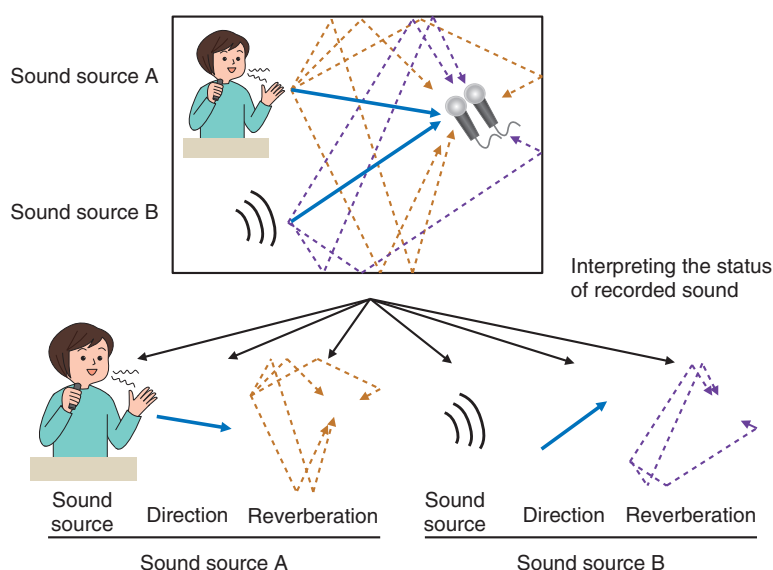 Sound source A
Sound source B
Interpreting the status
of recorded sound
Sound
source
Direction
Reverberation
Sound source A
Sound
source
Direction
Reverberation
Sound source B